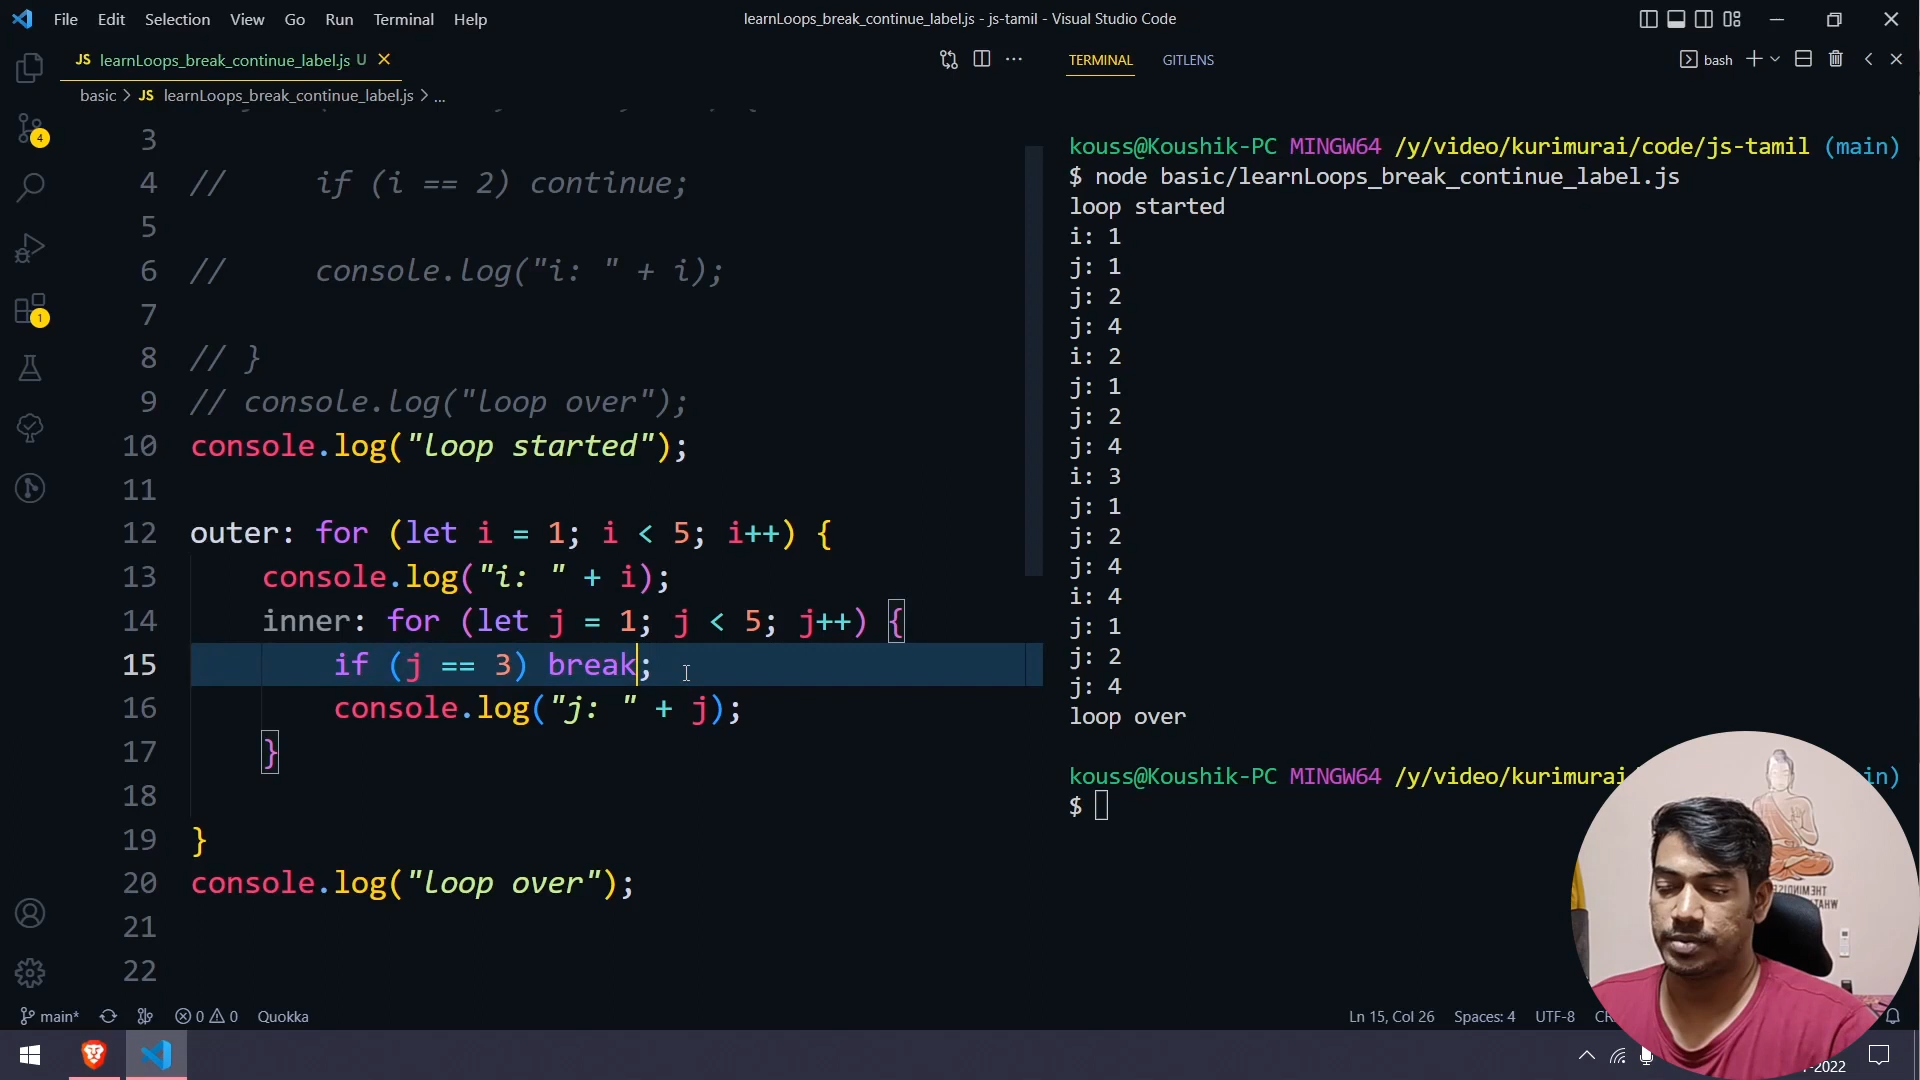 File Edit Selection View Go Run Terminal Help
learnLoops_break_continue_label.js - js-tamil - Visual Studio Code
JS learnLoops_break_continue_label.js U
basic > JS learnLoops_break_continue_label.js > ...
3
4 //     if (i == 2) continue;
5
6 //     console.log("i: " + i);
7
8 // }
9 // console.log("loop over");
10 console.log("loop started");
11
12 outer: for (let i = 1; i < 5; i++) {
13     console.log("i: " + i);
14     inner: for (let j = 1; j < 5; j++) {
15         if (j == 3) break;
16         console.log("j: " + j);
17     }
18
19 }
20 console.log("loop over");
21
22
TERMINAL GITLENS
bash
kouss@Koushik-PC MINGW64 /y/video/kurimurai/code/js-tamil (main)
$ node basic/learnLoops_break_continue_label.js
loop started
i: 1
j: 1
j: 2
j: 4
i: 2
j: 1
j: 2
j: 4
i: 3
j: 1
j: 2
j: 4
i: 4
j: 1
j: 2
j: 4
loop over
kouss@Koushik-PC MINGW64 /y/video/kurimurai
in)
$
4
1
main* 0 0 Quokka
Ln 15, Col 26 Spaces: 4 UTF-8
-2022